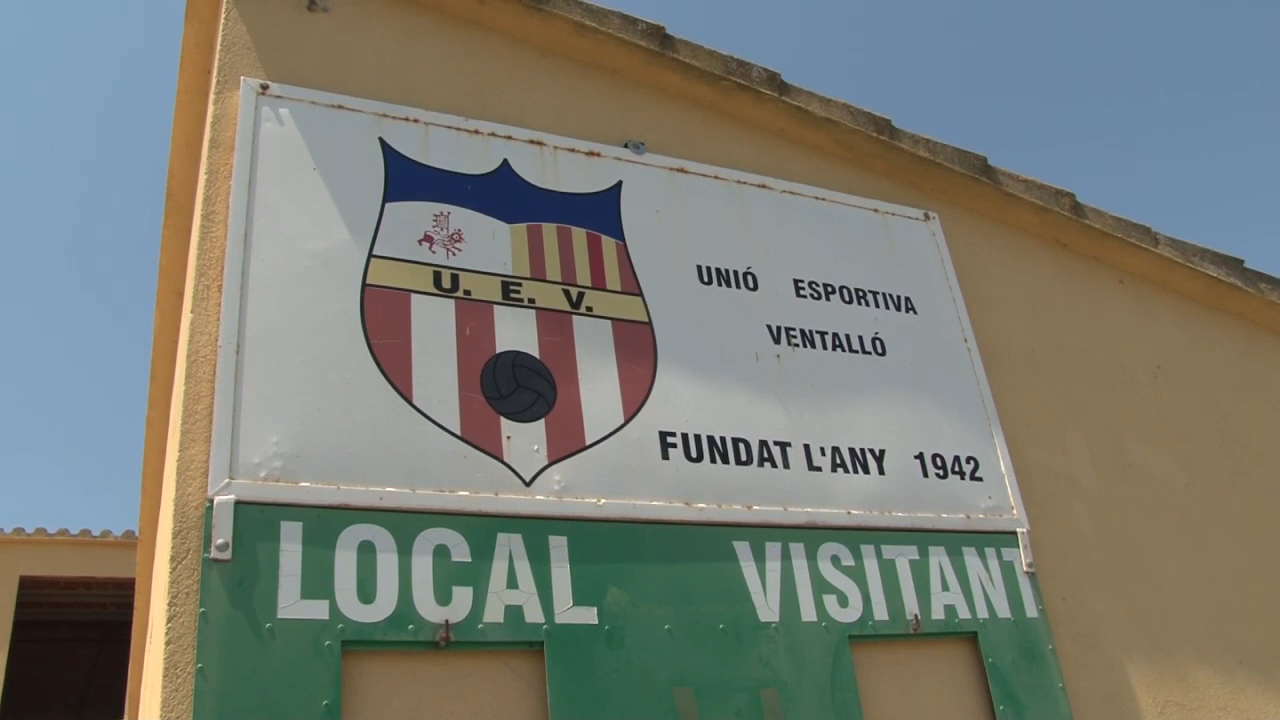 U. E. V.
UNIÓ ESPORTIVA
VENTALLÓ
FUNDAT L'ANY 1942
LOCAL VISITANT